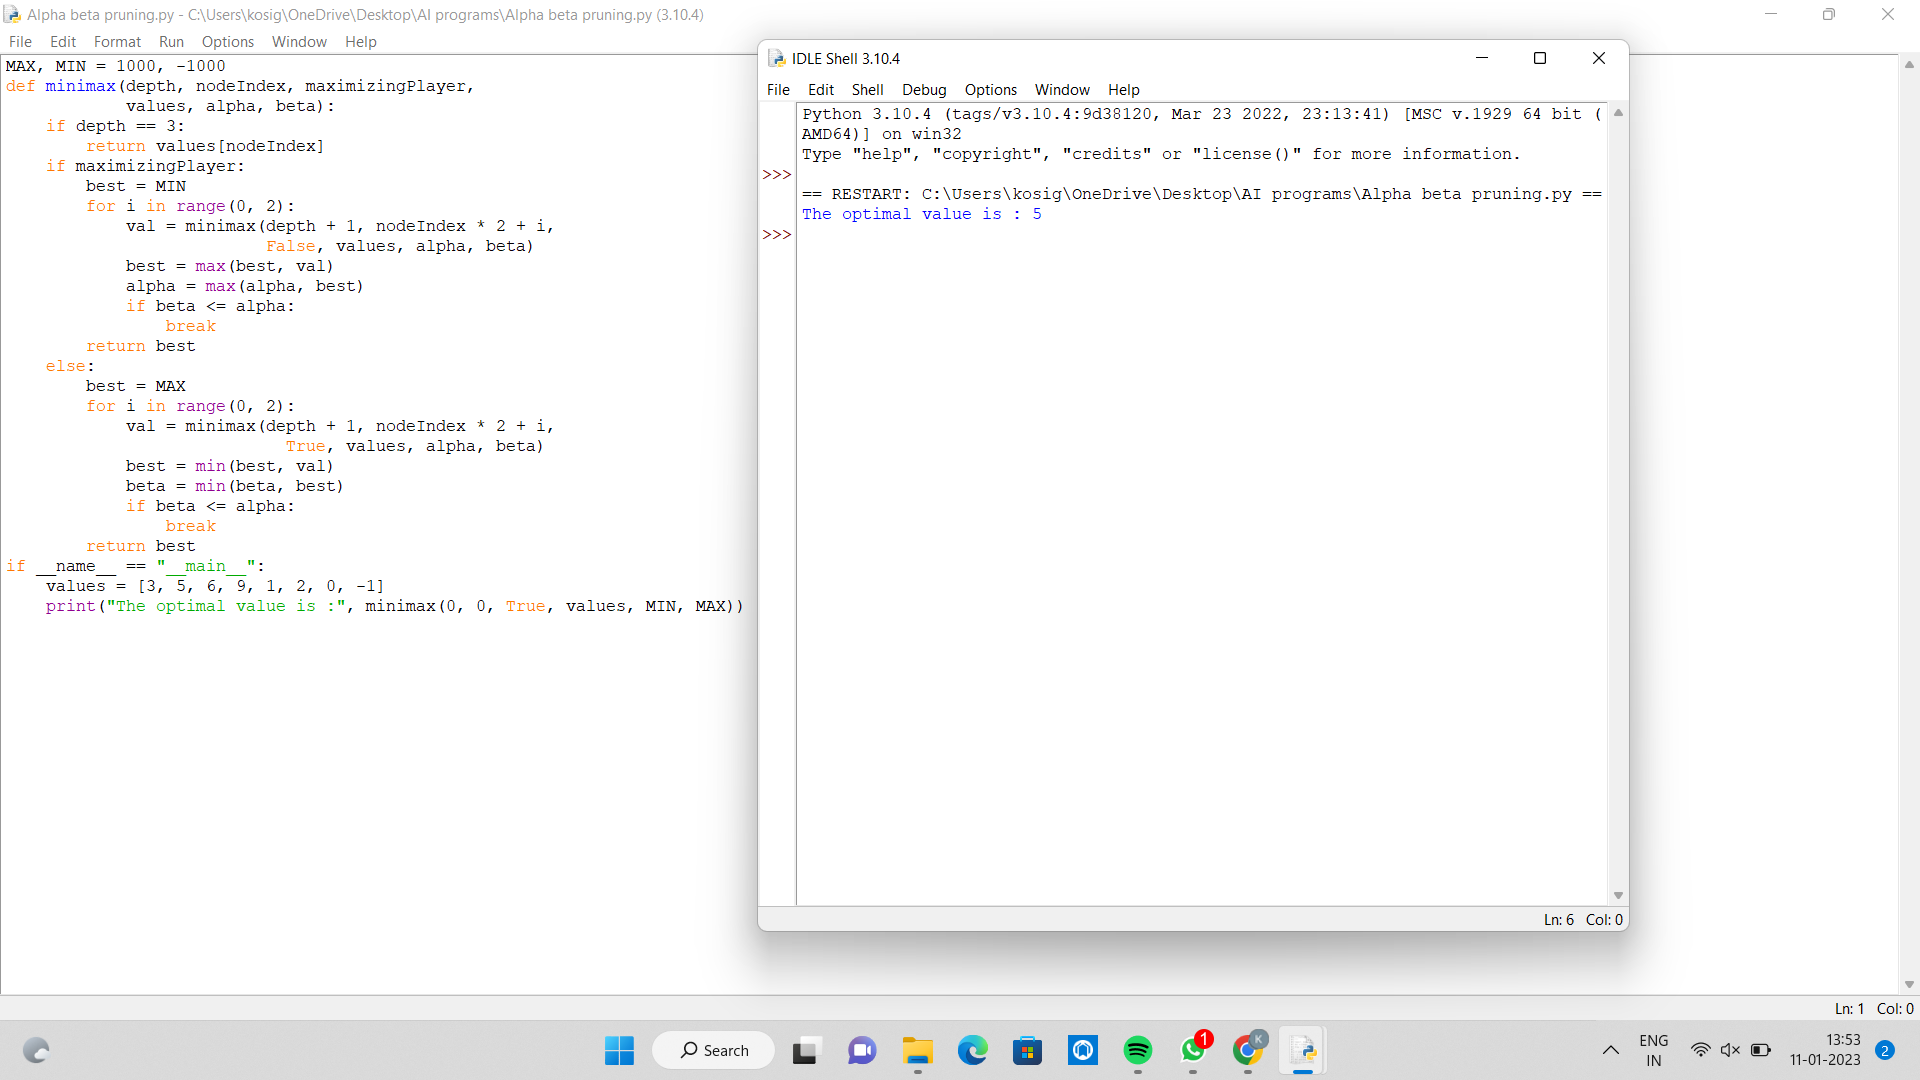 Alpha beta pruning.py - C:\Users\kosig\OneDrive\Desktop\AI programs\Alpha beta pruning.py (3.10.4)
File Edit Format Run Options Window Help
MAX, MIN = 1000, -1000
def minimax(depth, nodeIndex, maximizingPlayer,
            values, alpha, beta):
    if depth == 3:
        return values[nodeIndex]
    if maximizingPlayer:
        best = MIN
        for i in range(0, 2):
            val = minimax(depth + 1, nodeIndex * 2 + i,
                          False, values, alpha, beta)
            best = max(best, val)
            alpha = max(alpha, best)
            if beta <= alpha:
                break
        return best
    else:
        best = MAX
        for i in range(0, 2):
            val = minimax(depth + 1, nodeIndex * 2 + i,
                            True, values, alpha, beta)
            best = min(best, val)
            beta = min(beta, best)
            if beta <= alpha:
                break
        return best
if __name__ == "__main__":
    values = [3, 5, 6, 9, 1, 2, 0, -1]
    print("The optimal value is :", minimax(0, 0, True, values, MIN, MAX))
IDLE Shell 3.10.4
File Edit Shell Debug Options Window Help
Python 3.10.4 (tags/v3.10.4:9d38120, Mar 23 2022, 23:13:41) [MSC v.1929 64 bit (
AMD64)] on win32
Type "help", "copyright", "credits" or "license()" for more information.
>>>
== RESTART: C:\Users\kosig\OneDrive\Desktop\AI programs\Alpha beta pruning.py ==
The optimal value is : 5
>>>
Ln: 6 Col: 0
Ln: 1 Col: 0
Search
1
K
ENG
IN
13:53
11-01-2023
2